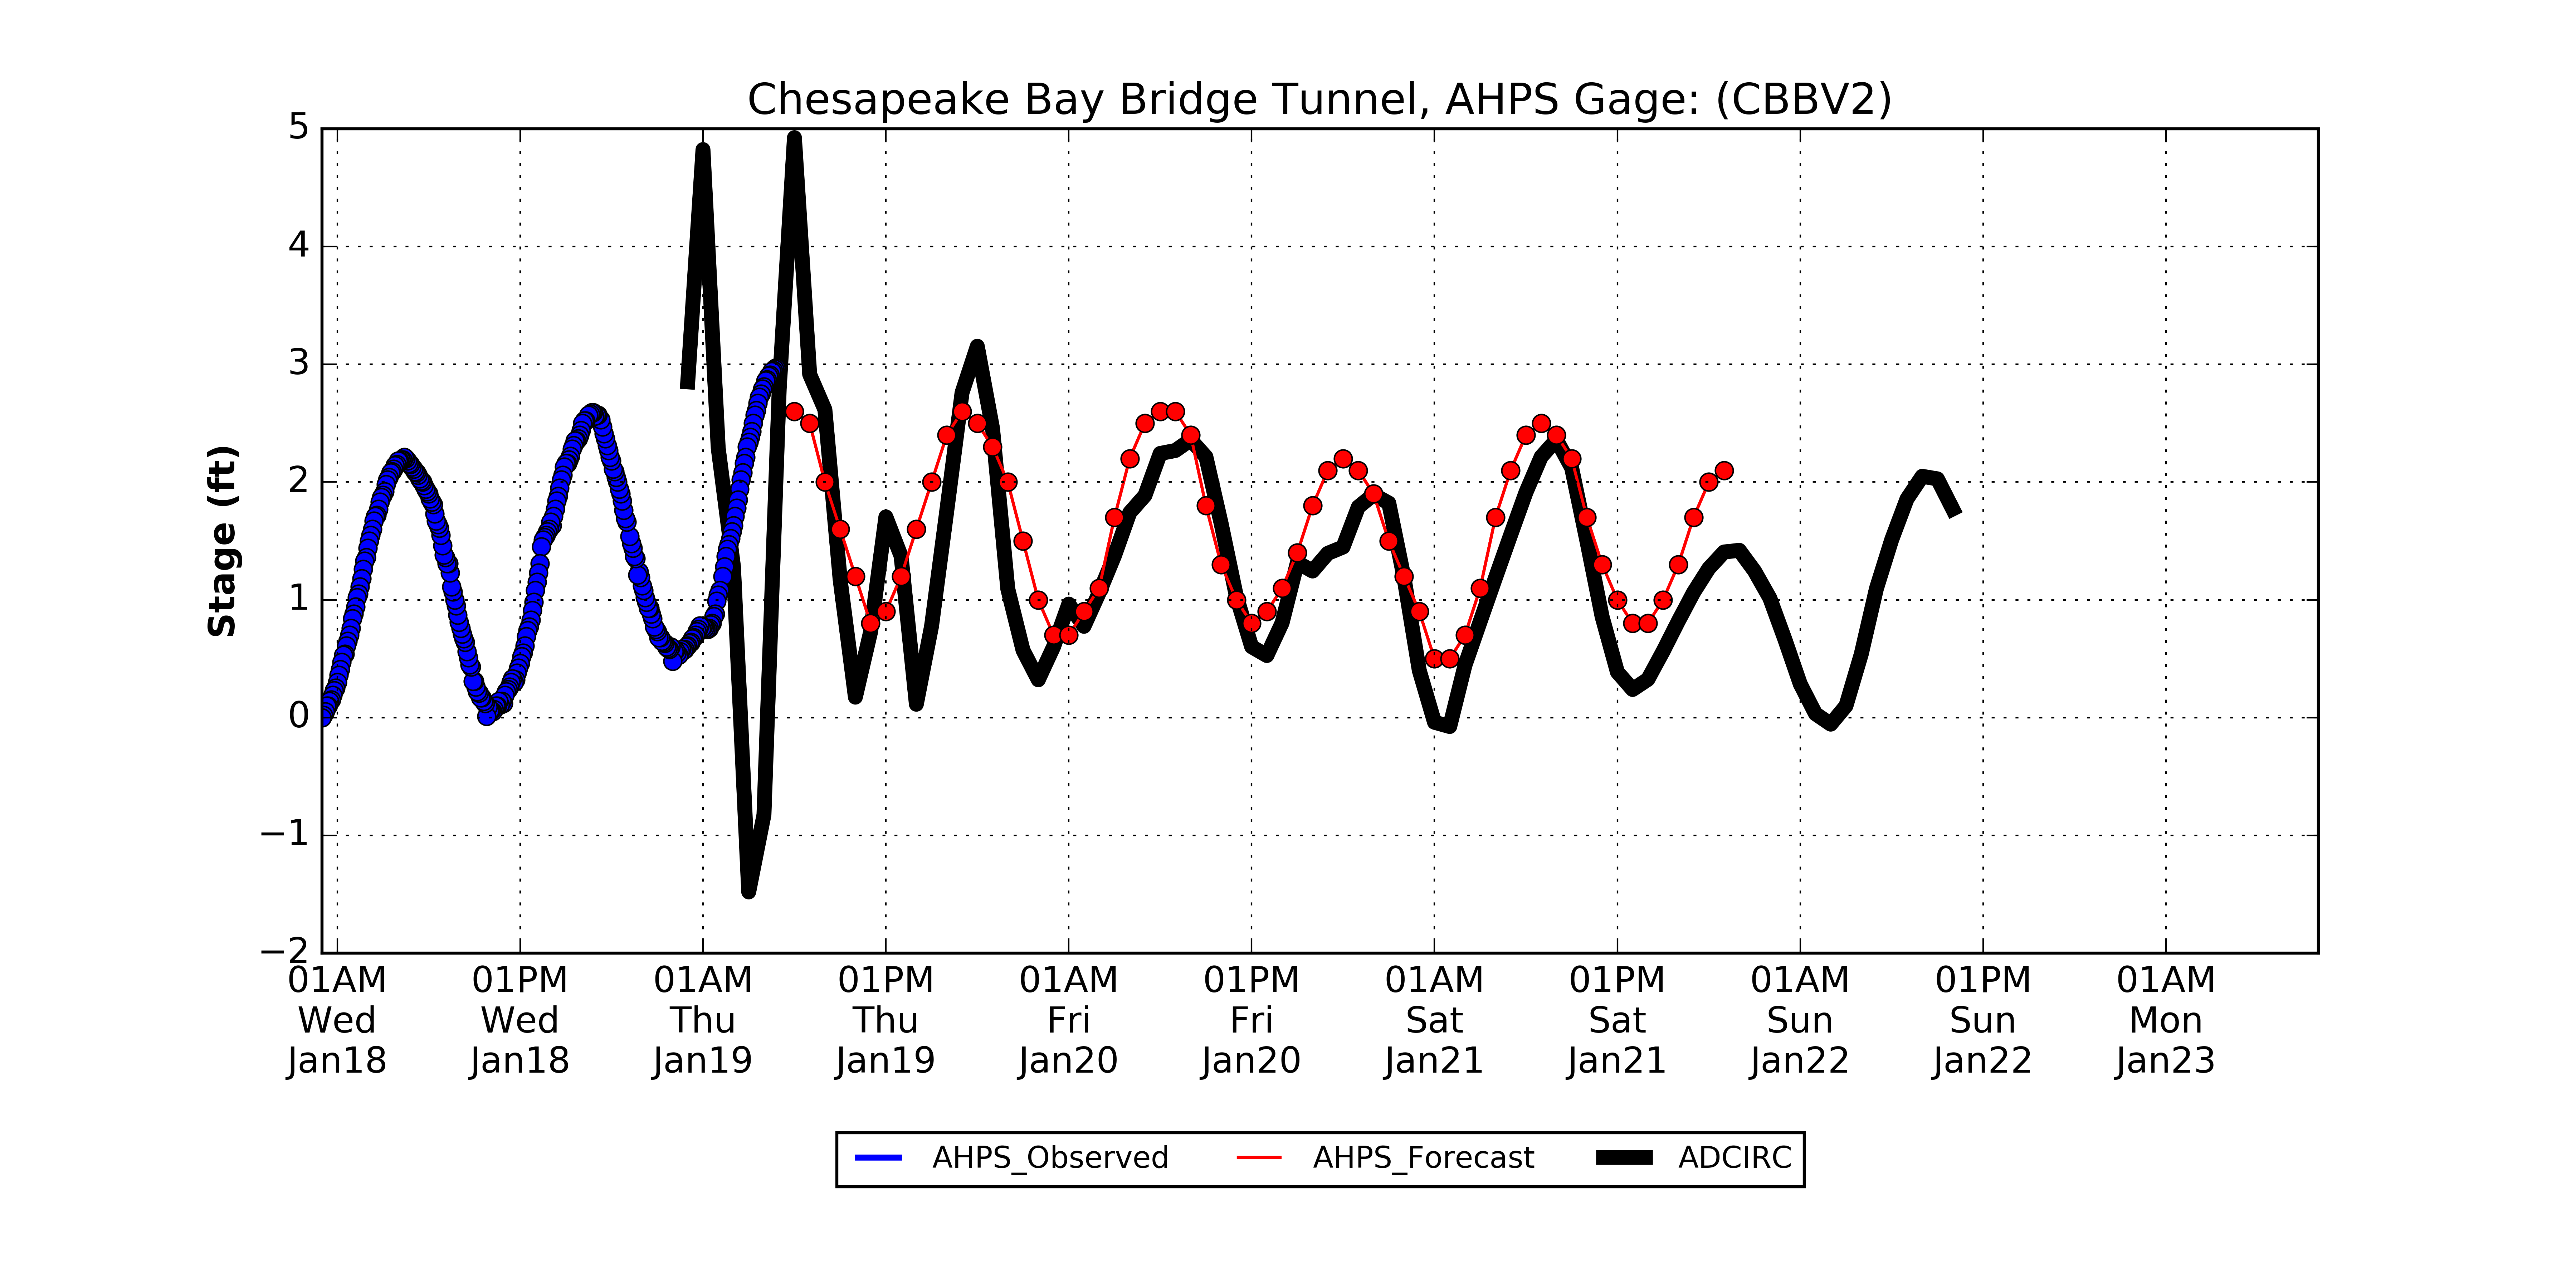 Chesapeake Bay Bridge Tunnel, AHPS Gage: (CBBV2)
5
4
3
2
1
0
−1
−2
Stage (ft)
01AM 01PM 01AM 01PM 01AM 01PM 01AM 01PM 01AM 01PM 01AM
Wed Wed Thu Thu Fri Fri Sat Sat Sun Sun Mon
Jan18 Jan18 Jan19 Jan19 Jan20 Jan20 Jan21 Jan21 Jan22 Jan22 Jan23
AHPS_Observed AHPS_Forecast ADCIRC